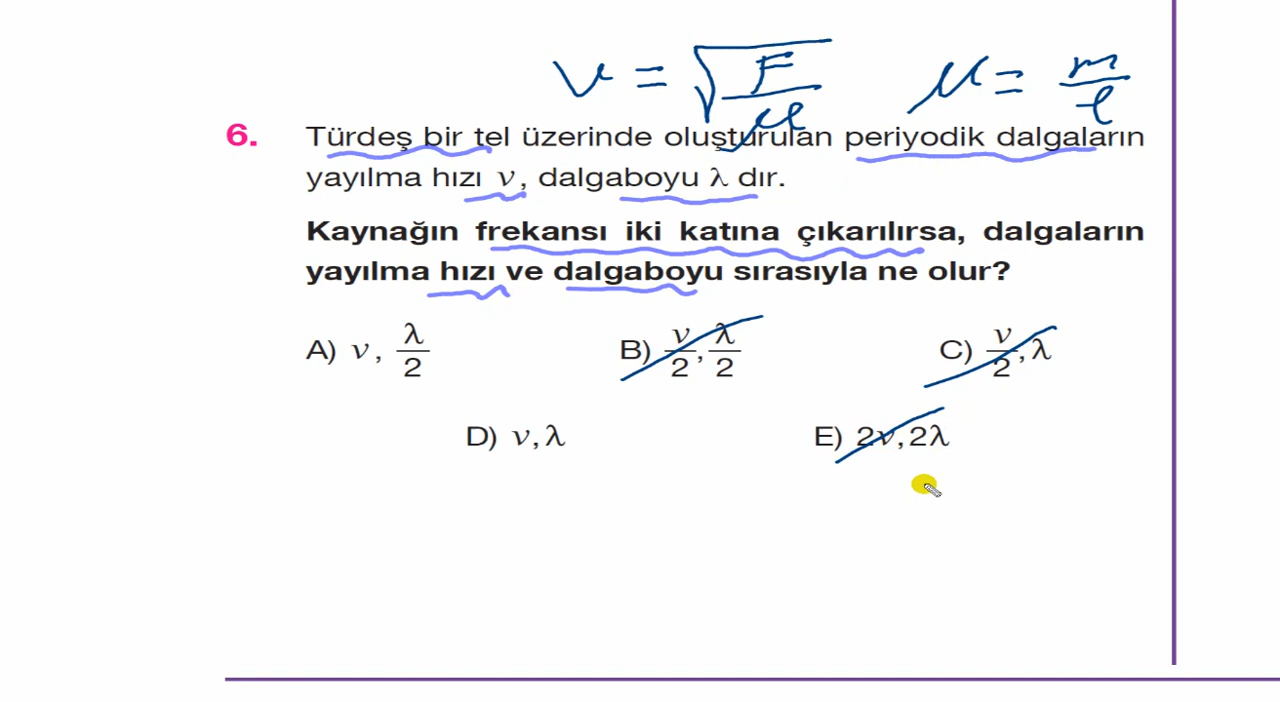 v = √F/μ   μ = m/ℓ
6. Türdeş bir tel üzerinde oluşturulan periyodik dalgaların
yayılma hızı v, dalgaboyu λ dır.
Kaynağın frekansı iki katına çıkarılırsa, dalgaların
yayılma hızı ve dalgaboyu sırasıyla ne olur?
A) v, λ/2   B) v/2, λ/2   C) v/2, λ
D) v, λ   E) 2v, 2λ